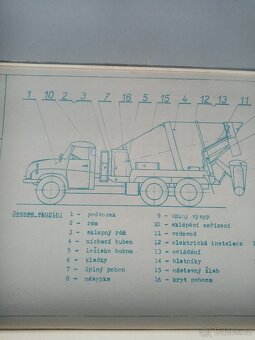 1 10 2 3 7 6 5 15 4 12 13 11
Seznam skupin:
1 - podvozek
2 - rám
3 - sklopný rám
4 - míchací buben
5 - ložisko bubnu
6 - kladky
7 - úplný pohon
8 - násypka
9 - úplný výsyp
10 - sklápěcí zařízení
11 - vodovod
12 - elektrická instalace
13 - ovládání
14 - blatníky
15 - nástavný žlab
16 - kryt pohonu